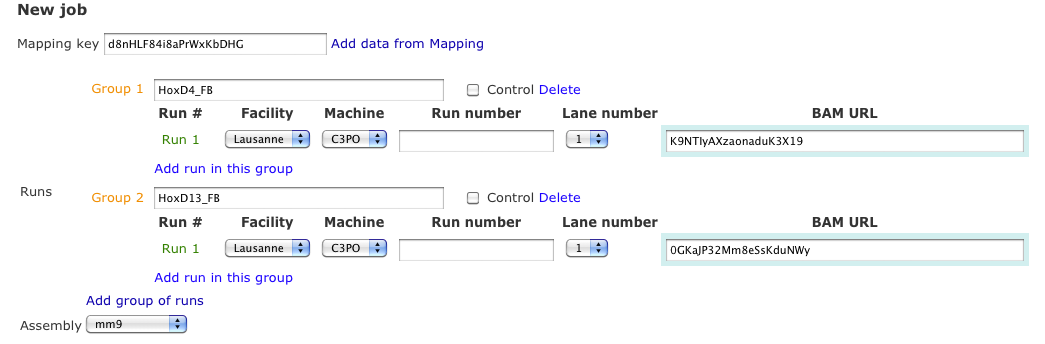 New job
Mapping key d8nHLF84i8aPrWxKbDHG Add data from Mapping
Group 1 HoxD4_FB Control Delete
Run # Facility Machine Run number Lane number BAM URL
Run 1 Lausanne C3PO 1 K9NTIyAXzaonaduK3X19
Add run in this group
Runs
Group 2 HoxD13_FB Control Delete
Run # Facility Machine Run number Lane number BAM URL
Run 1 Lausanne C3PO 1 0GKaJP32Mm8eSsKduNWy
Add run in this group
Add group of runs
Assembly mm9